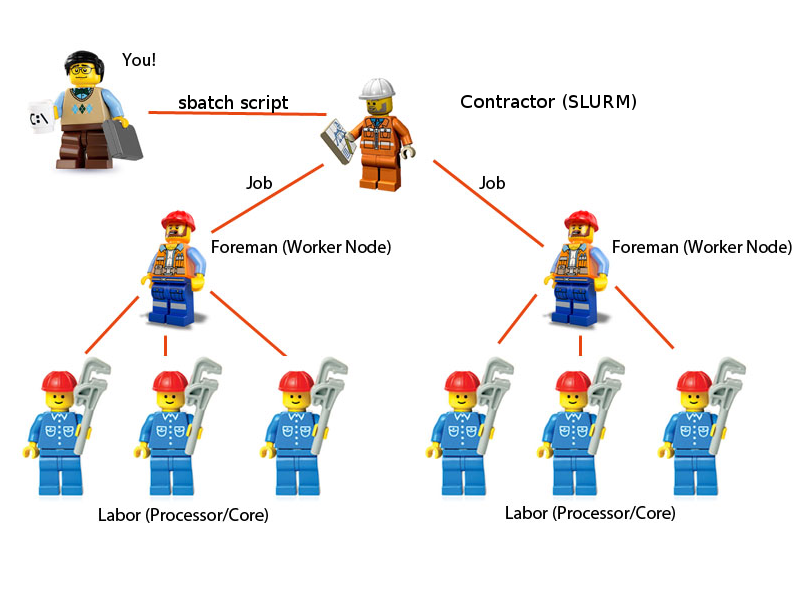 You!
C:\
sbatch script
Contractor (SLURM)
Job
Job
Foreman (Worker Node)
Foreman (Worker Node)
Labor (Processor/Core)
Labor (Processor/Core)